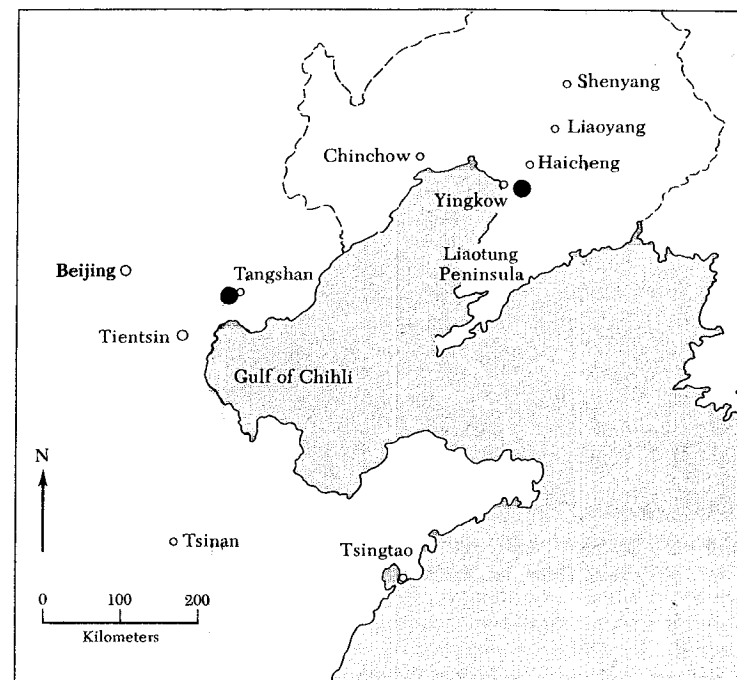 Shenyang
Liaoyang
Chinchow
Haicheng
Yingkow
Liaotung
Peninsula
Beijing
Tangshan
Tientsin
Gulf of Chihli
N
Tsinan
Tsingtao
0 100 200
Kilometers